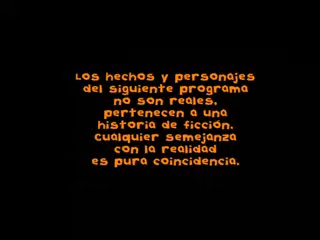 Los hechos y personajes
del siguiente programa
no son reales,
pertenecen a una
historia de ficción.
cualquier semejanza
con la realidad
es pura coincidencia.